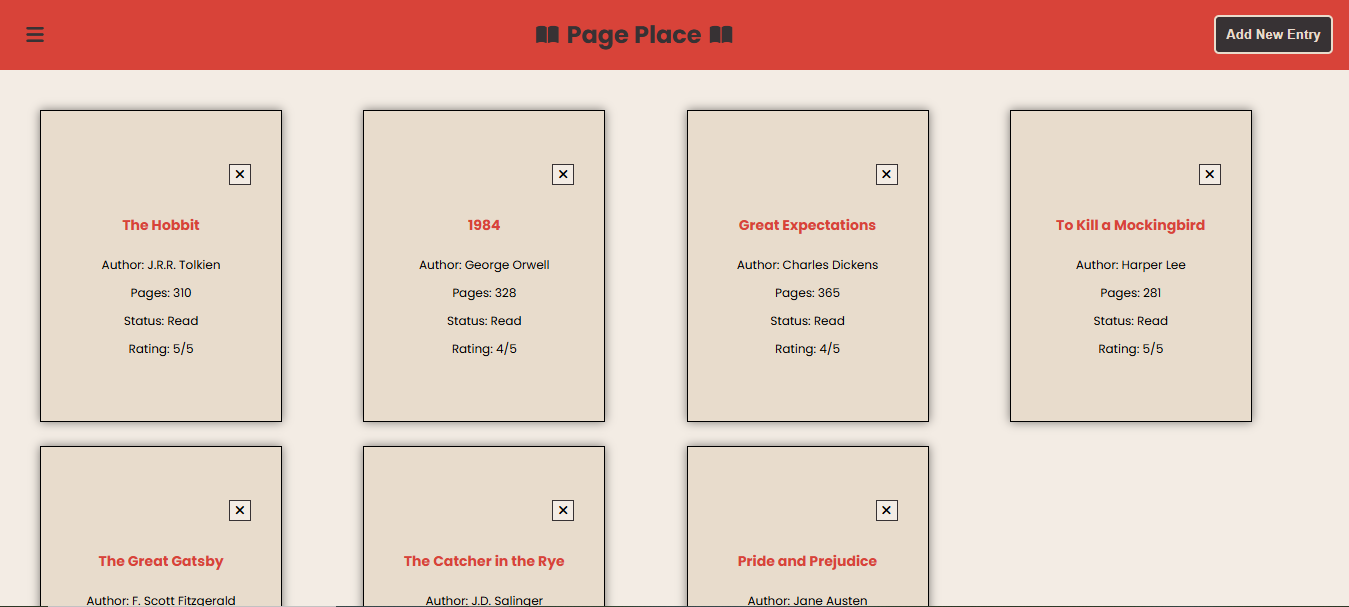 Page Place
Add New Entry
The Hobbit
Author: J.R.R. Tolkien
Pages: 310
Status: Read
Rating: 5/5
1984
Author: George Orwell
Pages: 328
Status: Read
Rating: 4/5
Great Expectations
Author: Charles Dickens
Pages: 365
Status: Read
Rating: 4/5
To Kill a Mockingbird
Author: Harper Lee
Pages: 281
Status: Read
Rating: 5/5
The Great Gatsby
Author: F. Scott Fitzgerald
The Catcher in the Rye
Author: J.D. Salinger
Pride and Prejudice
Author: Jane Austen